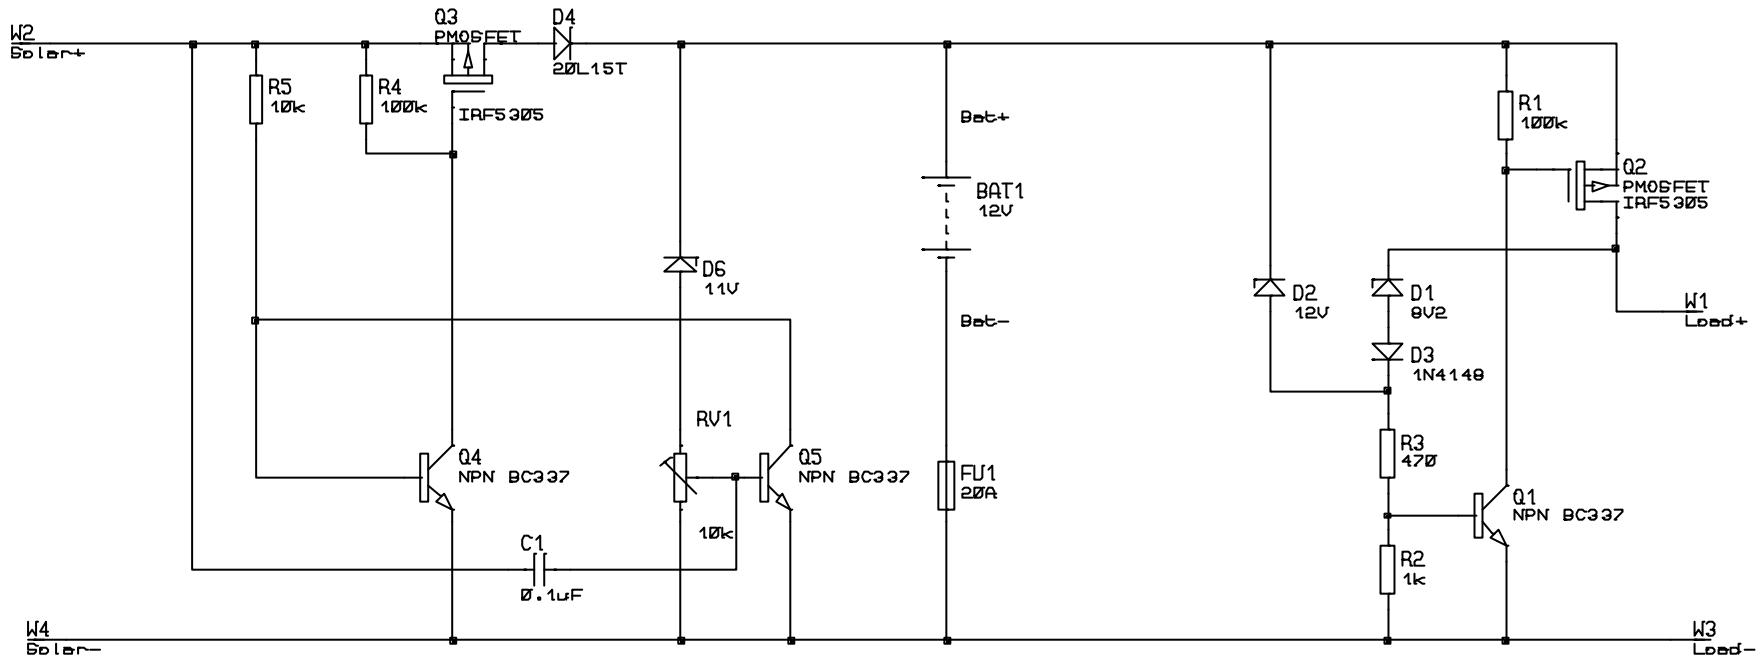 W2
Solar+
Q3
PMOSFET
IRF5305
D4
20L15T
R5
10k
R4
100k
Bat+
BAT1
12V
Bat-
R1
100k
Q2
PMOSFET
IRF5305
D6
11V
D2
12V
D1
8V2
D3
1N4148
W1
Load+
RV1
10k
Q4
NPN BC337
Q5
NPN BC337
FU1
20A
R3
470
Q1
NPN BC337
C1
0.1uF
R2
1k
W4
Solar-
W3
Load-